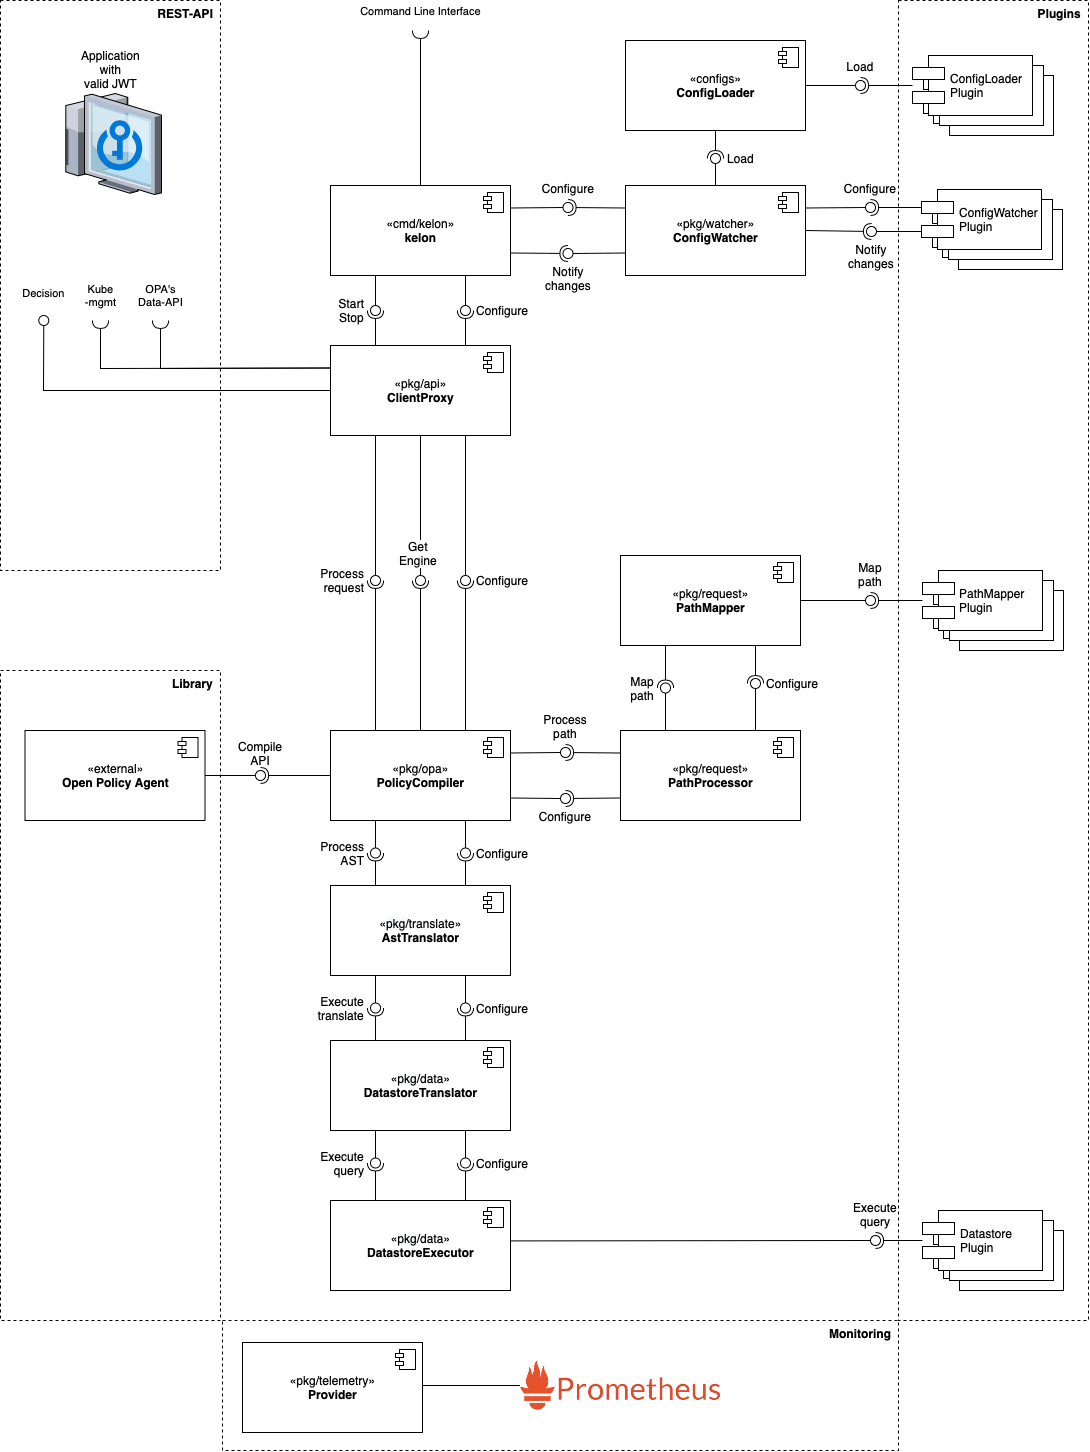 REST-API
Command Line Interface
Plugins
Application
with
valid JWT
«configs»
ConfigLoader
Load
ConfigLoader
Plugin
Load
«cmd/kelon»
kelon
Configure
Notify
changes
«pkg/watcher»
ConfigWatcher
Configure
Notify
changes
ConfigWatcher
Plugin
Decision
Kube
-mgmt
OPA's
Data-API
Start
Stop
Configure
«pkg/api»
ClientProxy
Process
request
Get
Engine
Configure
«pkg/request»
PathMapper
Map
path
PathMapper
Plugin
Map
path
Configure
Library
«external»
Open Policy Agent
Compile
API
«pkg/opa»
PolicyCompiler
Process
path
Configure
«pkg/request»
PathProcessor
Process
AST
Configure
«pkg/translate»
AstTranslator
Execute
translate
Configure
«pkg/data»
DatastoreTranslator
Execute
query
Configure
«pkg/data»
DatastoreExecutor
Execute
query
Datastore
Plugin
Monitoring
«pkg/telemetry»
Provider
Prometheus